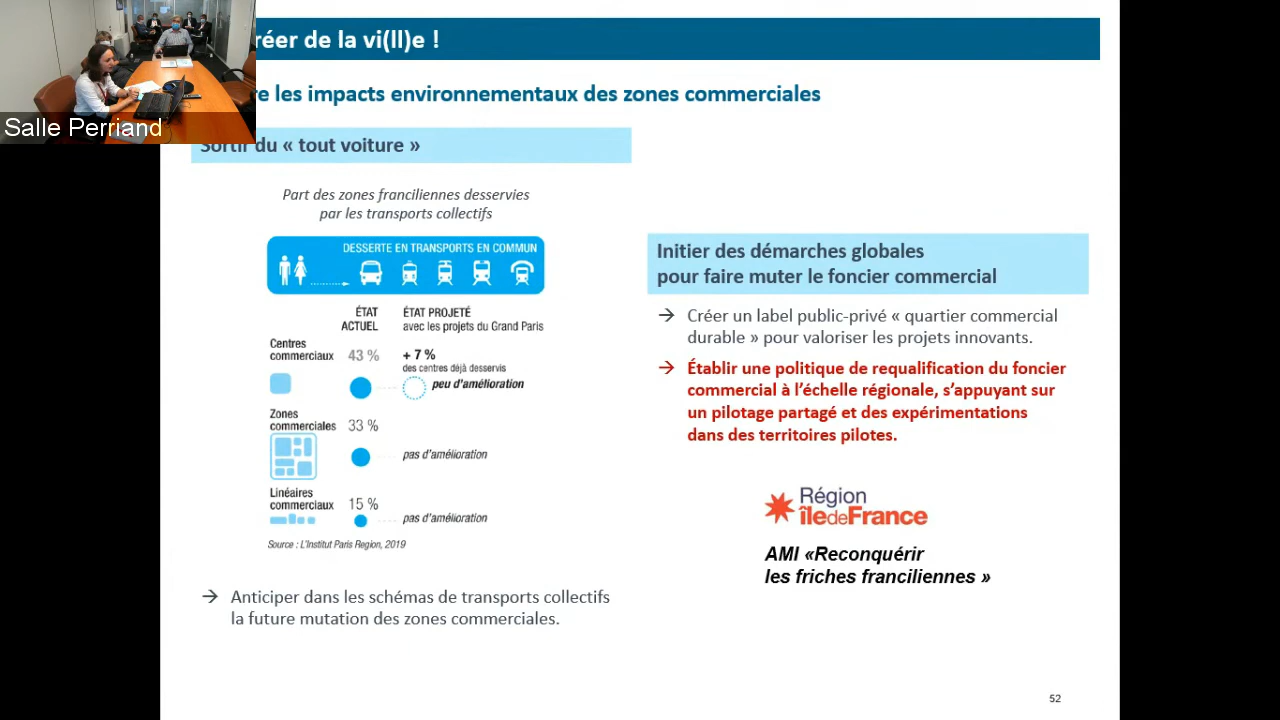 réer de la vi(ll)e !
e les impacts environnementaux des zones commerciales
Salle Perriand
Sortir du « tout voiture »
Part des zones franciliennes desservies
par les transports collectifs
DESSERTE EN TRANSPORTS EN COMMUN
ÉTAT
ACTUEL
ÉTAT PROJETÉ
avec les projets du Grand Paris
Centres
commerciaux
43 %
+ 7 %
des centres déjà desservis
peu d'amélioration
Zones
commerciales
33 %
pas d'amélioration
Linéaires
commerciaux
15 %
pas d'amélioration
Source : L'Institut Paris Region, 2019
→ Anticiper dans les schémas de transports collectifs
la future mutation des zones commerciales.
Initier des démarches globales
pour faire muter le foncier commercial
→ Créer un label public-privé « quartier commercial
durable » pour valoriser les projets innovants.
→ Établir une politique de requalification du foncier
commercial à l'échelle régionale, s'appuyant sur
un pilotage partagé et des expérimentations
dans des territoires pilotes.
Région
îledeFrance
AMI «Reconquérir
les friches franciliennes »
52